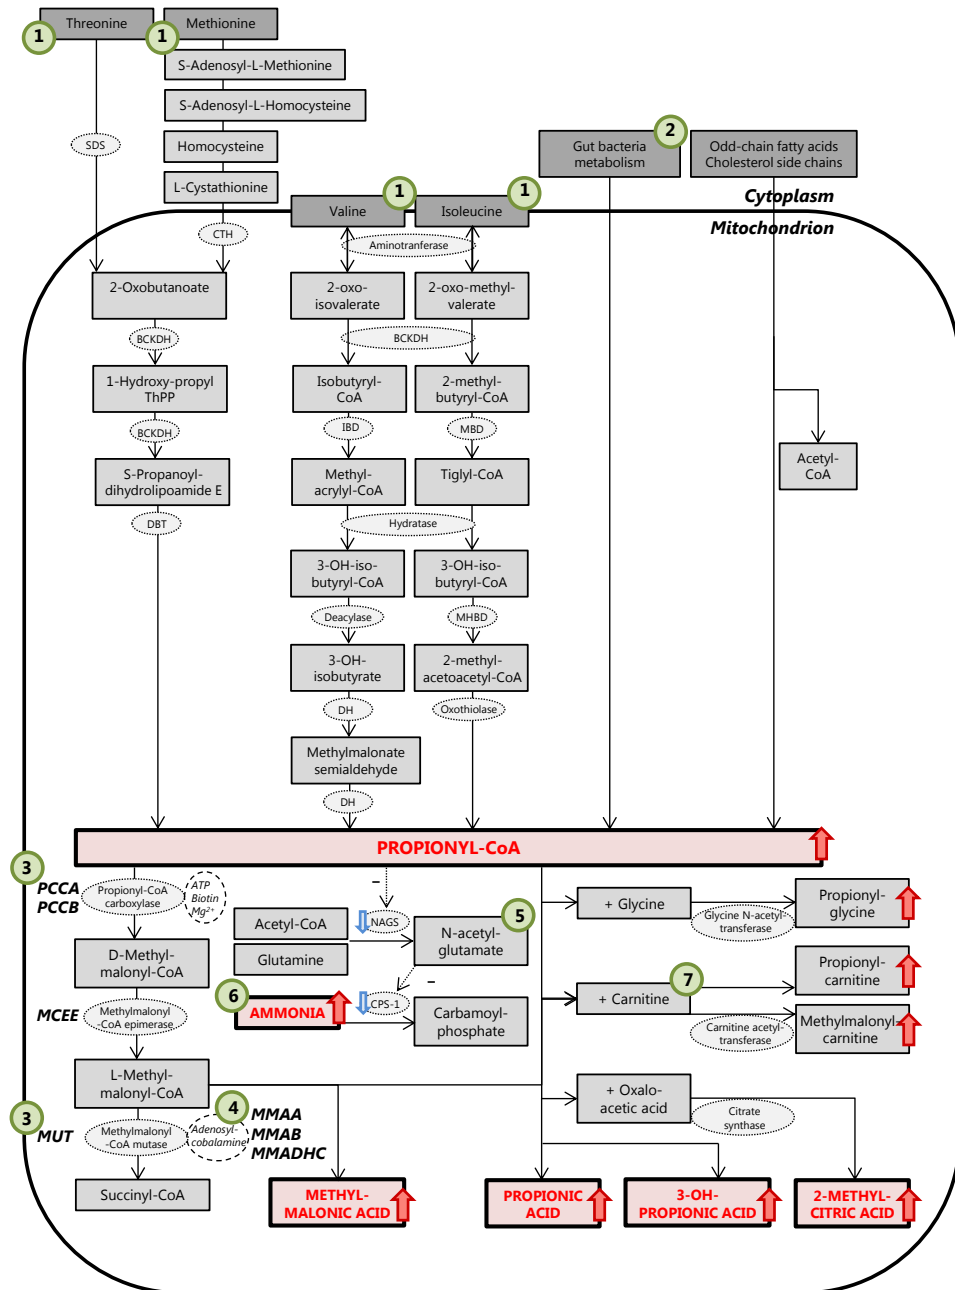 1
Threonine
1
Methionine
S-Adenosyl-L-Methionine
S-Adenosyl-L-Homocysteine
SDS
Homocysteine
L-Cystathionine
CTH
2
Gut bacteria
metabolism
Odd-chain fatty acids
Cholesterol side chains
Cytoplasm
Mitochondrion
1
Valine
1
Isoleucine
Aminotranferase
2-Oxobutanoate
2-oxo-
isovalerate
2-oxo-methyl-
valerate
BCKDH
BCKDH
1-Hydroxy-propyl
ThPP
Isobutyryl-
CoA
2-methyl-
butyryl-CoA
BCKDH
IBD
MBD
S-Propanoyl-
dihydrolipoamide E
Methyl-
acrylyl-CoA
Tiglyl-CoA
Acetyl-
CoA
DBT
Hydratase
3-OH-iso-
butyryl-CoA
3-OH-iso-
butyryl-CoA
Deacylase
MHBD
3-OH-
isobutyrate
2-methyl-
acetoacetyl-CoA
DH
Oxothiolase
Methylmalonate
semialdehyde
DH
PROPIONYL-CoA
3
PCCA
PCCB
Propionyl-CoA
carboxylase
ATP
Biotin
Mg2+
–
NAGS
Acetyl-CoA
Glutamine
5
N-acetyl-
glutamate
+ Glycine
Glycine N-acetyl-
transferase
Propionyl-
glycine
D-Methyl-
malonyl-CoA
–
6
AMMONIA
CPS-1
Carbamoyl-
phosphate
7
+ Carnitine
Carnitine acetyl-
transferase
Propionyl-
carnitine
Methylmalonyl-
carnitine
MCEE
Methylmalonyl
-CoA epimerase
L-Methyl-
malonyl-CoA
+ Oxalo-
acetic acid
Citrate
synthase
3
MUT
Methylmalonyl
-CoA mutase
4
Adenosyl-
cobalamine
MMAA
MMAB
MMADHC
Succinyl-CoA
METHYL-
MALONIC ACID
PROPIONIC
ACID
3-OH-
PROPIONIC ACID
2-METHYL-
CITRIC ACID